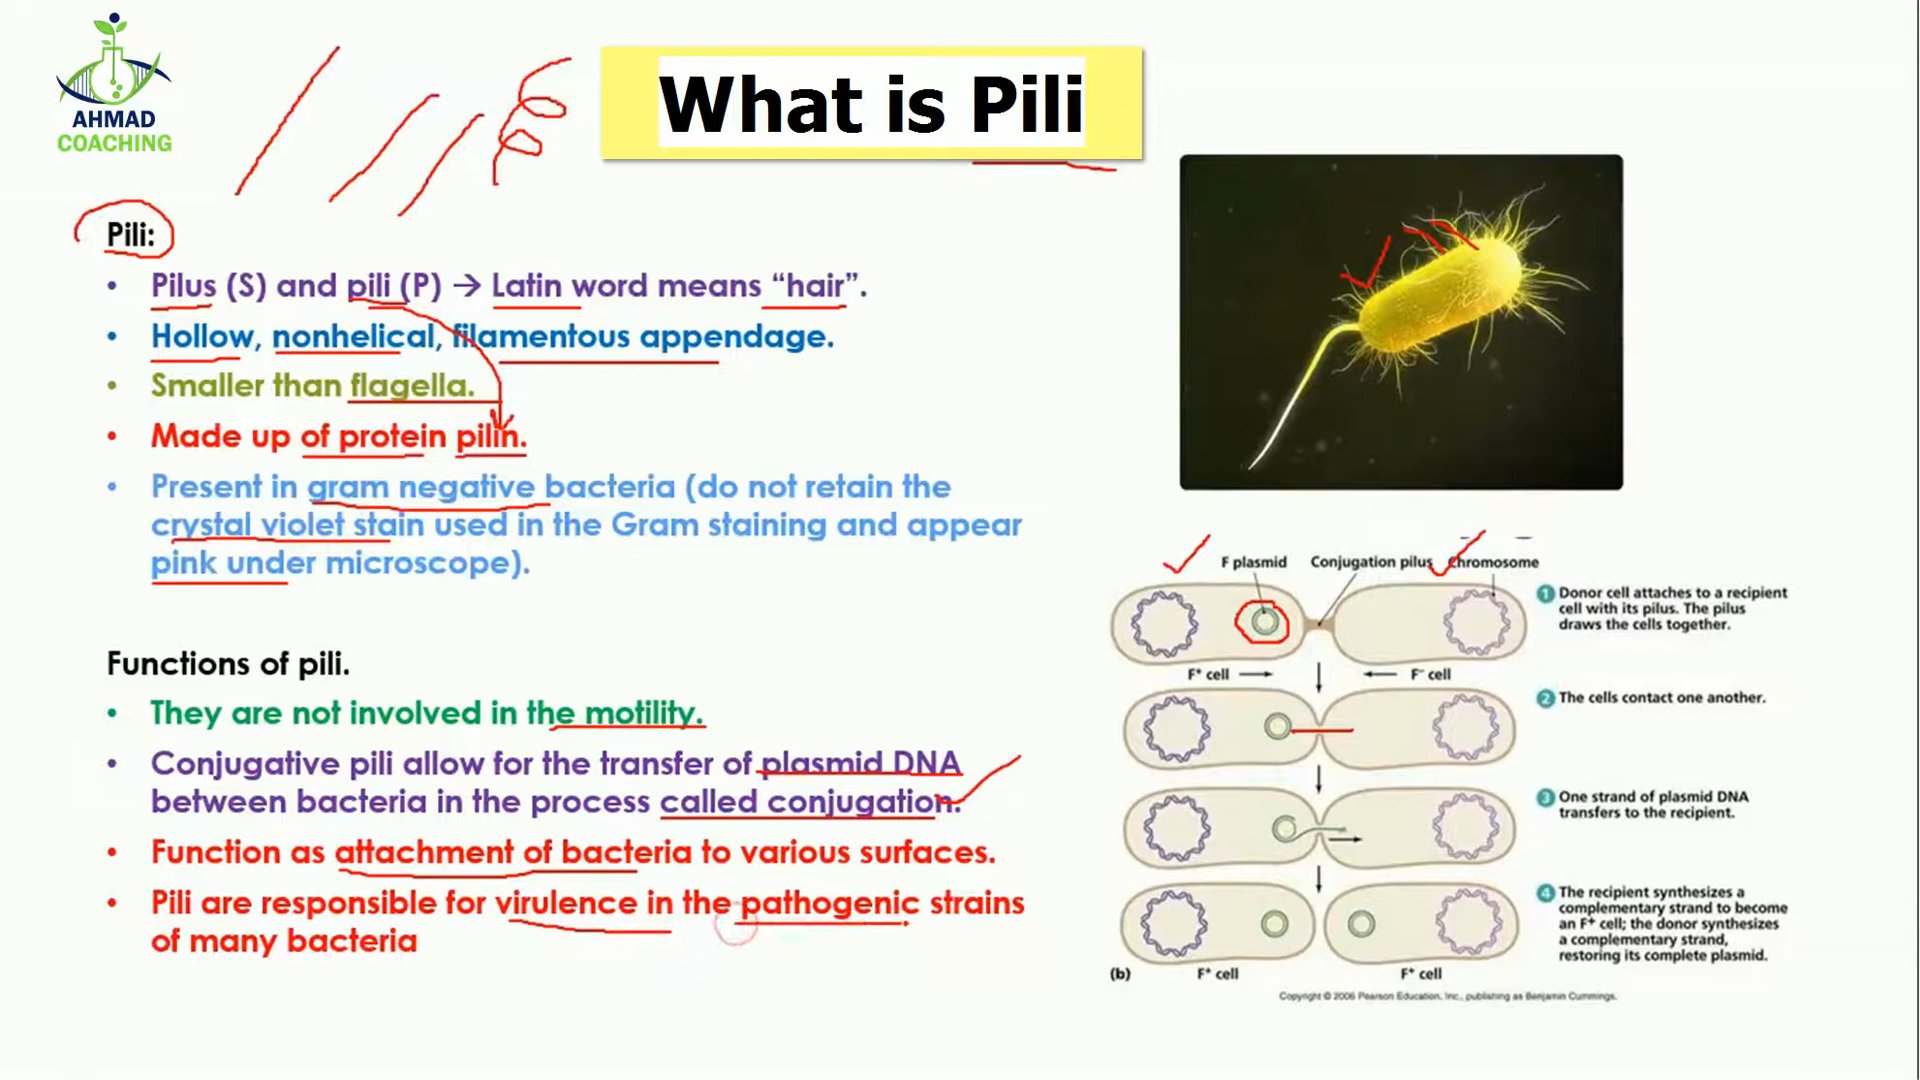 AHMAD
COACHING
What is Pili
Pili:
• Pilus (S) and pili (P) → Latin word means “hair”.
• Hollow, nonhelical, filamentous appendage.
• Smaller than flagella.
• Made up of protein pilin.
• Present in gram negative bacteria (do not retain the
crystal violet stain used in the Gram staining and appear
pink under microscope).
Functions of pili.
• They are not involved in the motility.
• Conjugative pili allow for the transfer of plasmid DNA
between bacteria in the process called conjugation.
• Function as attachment of bacteria to various surfaces.
• Pili are responsible for virulence in the pathogenic strains
of many bacteria
F plasmid Conjugation pilus Chromosome
1 Donor cell attaches to a recipient
cell with its pilus. The pilus
draws the cells together.
F⁺ cell F⁻ cell
2 The cells contact one another.
3 One strand of plasmid DNA
transfers to the recipient.
4 The recipient synthesizes a
complementary strand to become
an F⁺ cell; the donor synthesizes
a complementary strand,
restoring its complete plasmid.
(b) F⁺ cell F⁺ cell
Copyright © 2006 Pearson Education, Inc., publishing as Benjamin Cummings.